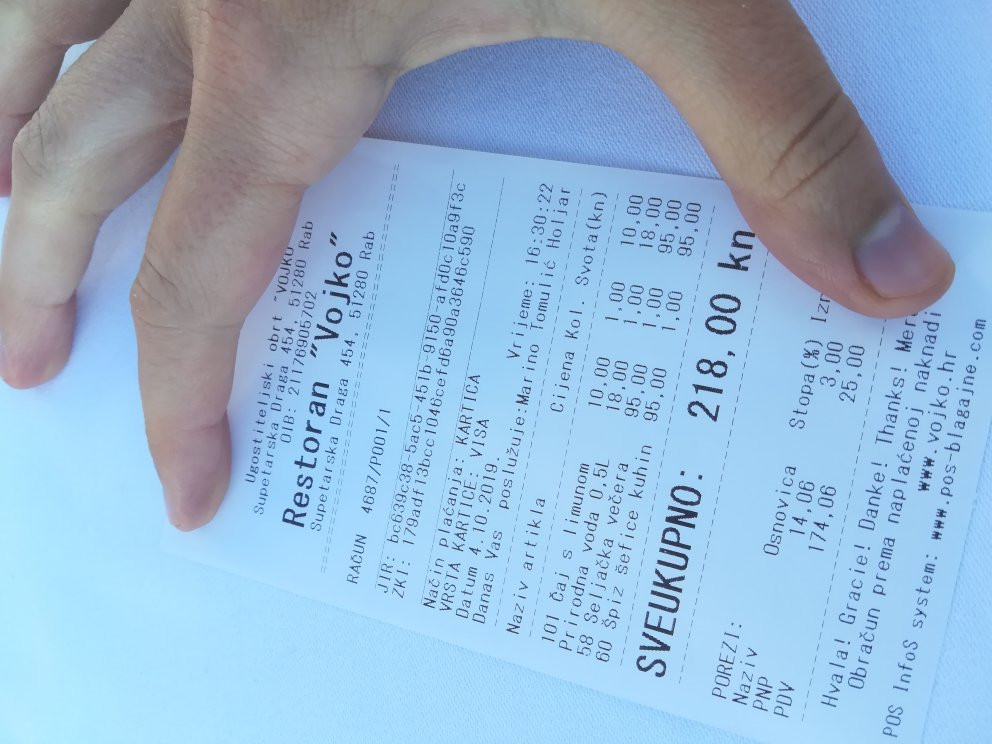 Ugostiteljski obrt "VOJKO"
OIB: 21176905702
Supetarska Draga 454, 51280 Rab
Restoran "Vojko"
Supetarska Draga 454, 51280 Rab
RAČUN 4687/P001/1
JIR: bc639c38-5ac5-451b-9150-afd0c10a9f3c
ZKI: 179adf13bcc1046cefd6a90a3646c590
Način plaćanja: KARTICA
VRSTA KARTICE: VISA
Datum 4.10.2019. Vrijeme: 16:30:22
Danas Vas poslužuje:Marino Tomulić Holjar
Naziv artikla Cijena Kol. Svota(kn)
101 Čaj s limunom 10,00 1,00 10,00
Prirodna voda 0,5L 18,00 1,00 18,00
58 Seljačka večera 95,00 1,00 95,00
60 Špiz šefice kuhin 95,00 1,00 95,00
SVEUKUPNO: 218,00 kn
POREZI:
Naziv Osnovica Stopa(%)
PNP 14,06 3,00
PDV 174,06 25,00
Hvala! Gracie! Danke! Thanks!
Obračun prema naplaćenoj naknadi
www.vojko.hr
POS InfoS system: www.pos-blagajne.com